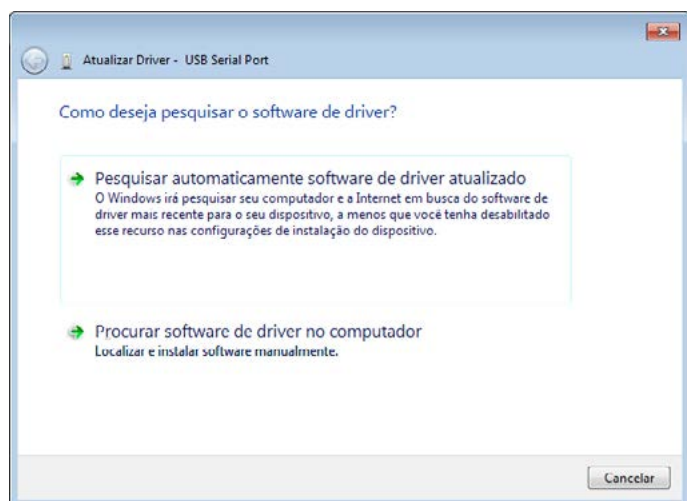 Atualizar Driver - USB Serial Port
Como deseja pesquisar o software de driver?
Pesquisar automaticamente software de driver atualizado
O Windows irá pesquisar seu computador e a Internet em busca do software de
driver mais recente para o seu dispositivo, a menos que você tenha desabilitado
esse recurso nas configurações de instalação do dispositivo.
Procurar software de driver no computador
Localizar e instalar software manualmente.
Cancelar